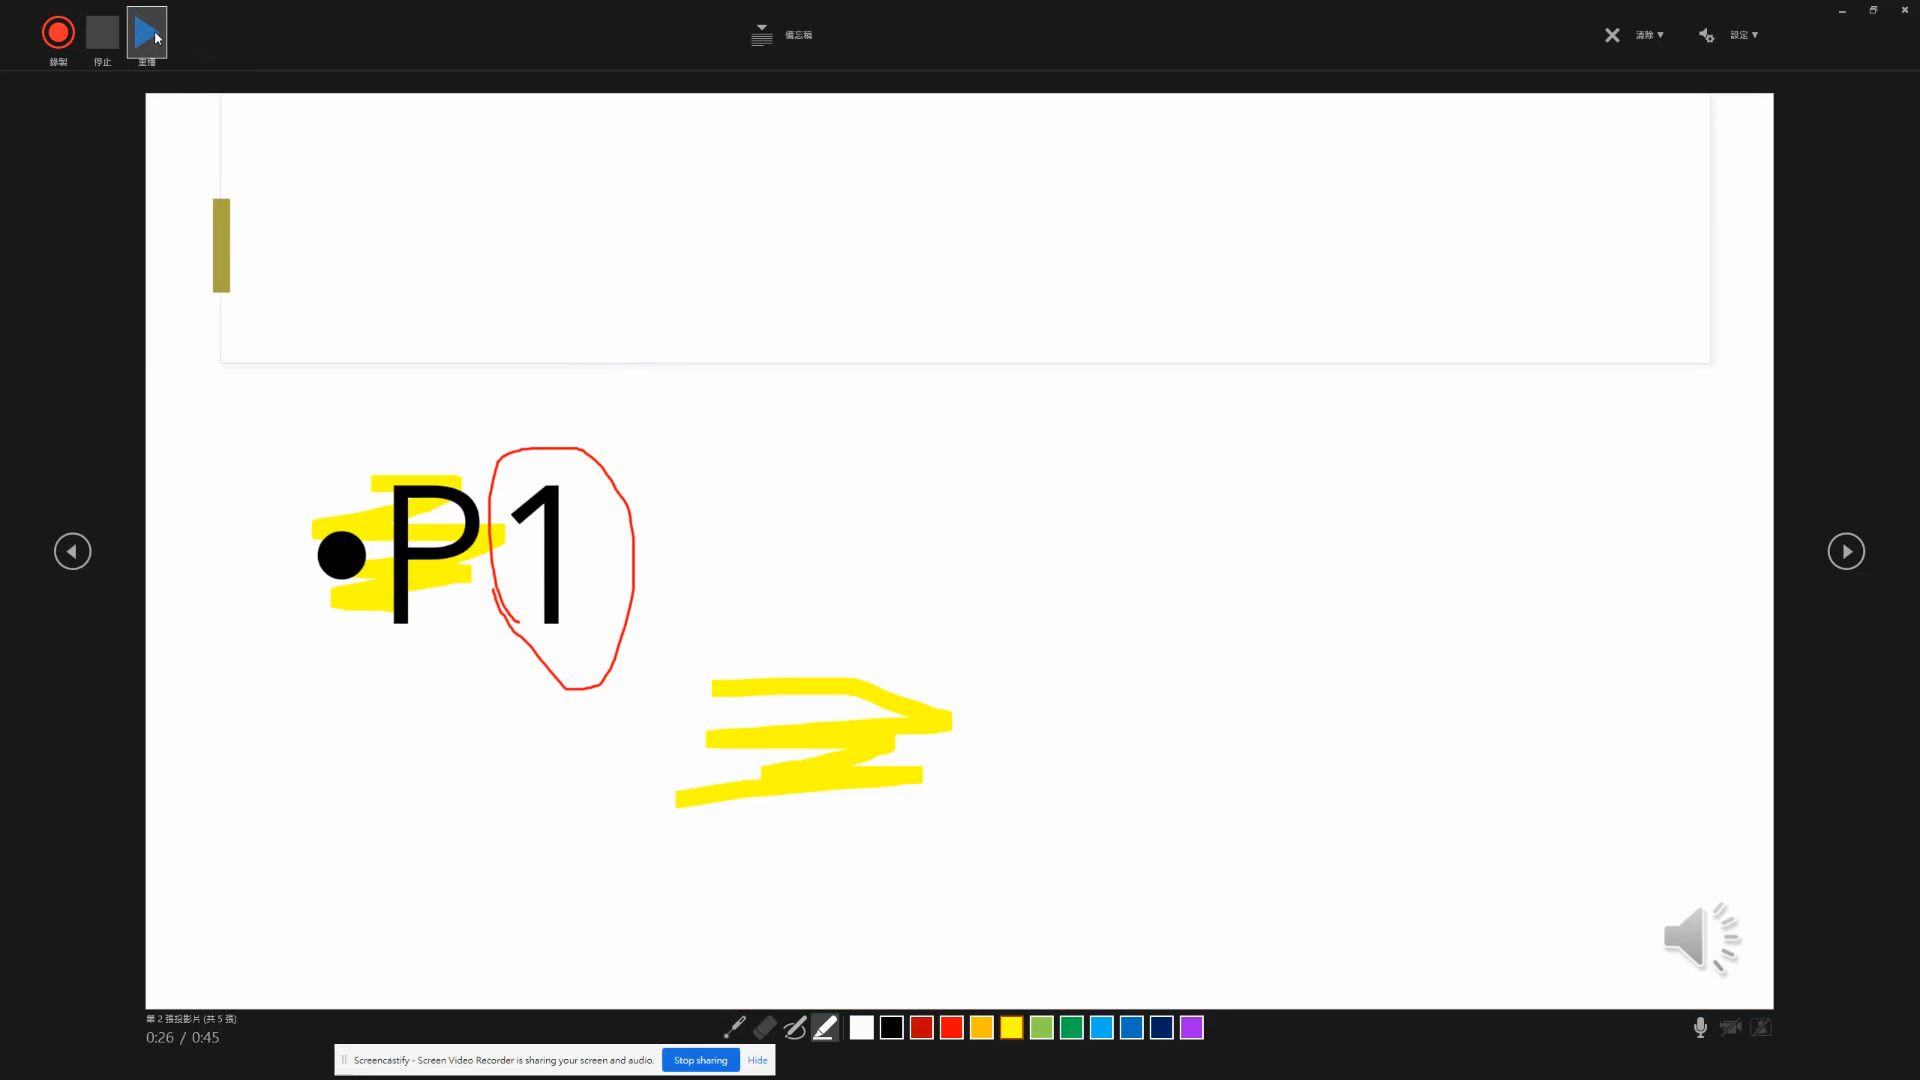 錄製
停止
重播
備忘稿
清除
設定
•P1
第 2 張投影片 (共 5 張)
0:26 / 0:45
Screencastify - Screen Video Recorder is sharing your screen and audio.
Stop sharing
Hide